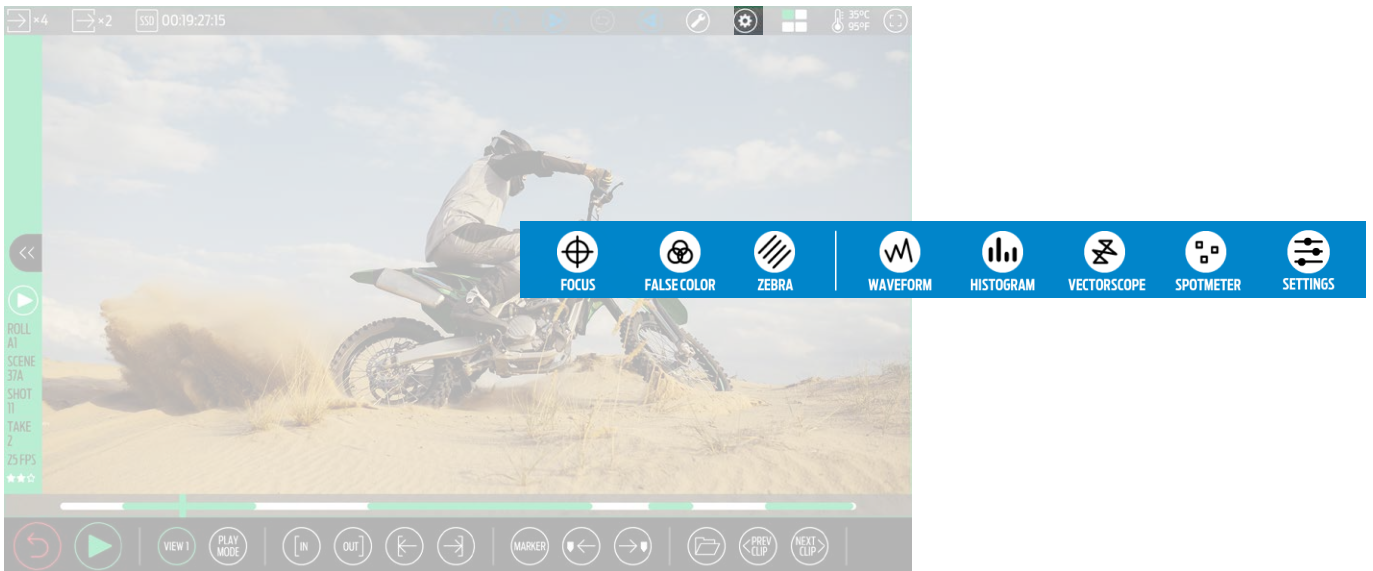 ×4
×2
SSD 00:19:27:15
35°C
95°F
FOCUS
FALSE COLOR
ZEBRA
WAVEFORM
HISTOGRAM
VECTORSCOPE
SPOTMETER
SETTINGS
ROLL
A1
SCENE
37A
SHOT
11
TAKE
2
25 FPS
VIEW 1
PLAY
MODE
[IN
OUT]
MARKER
<PREV
CLIP
NEXT>
CLIP